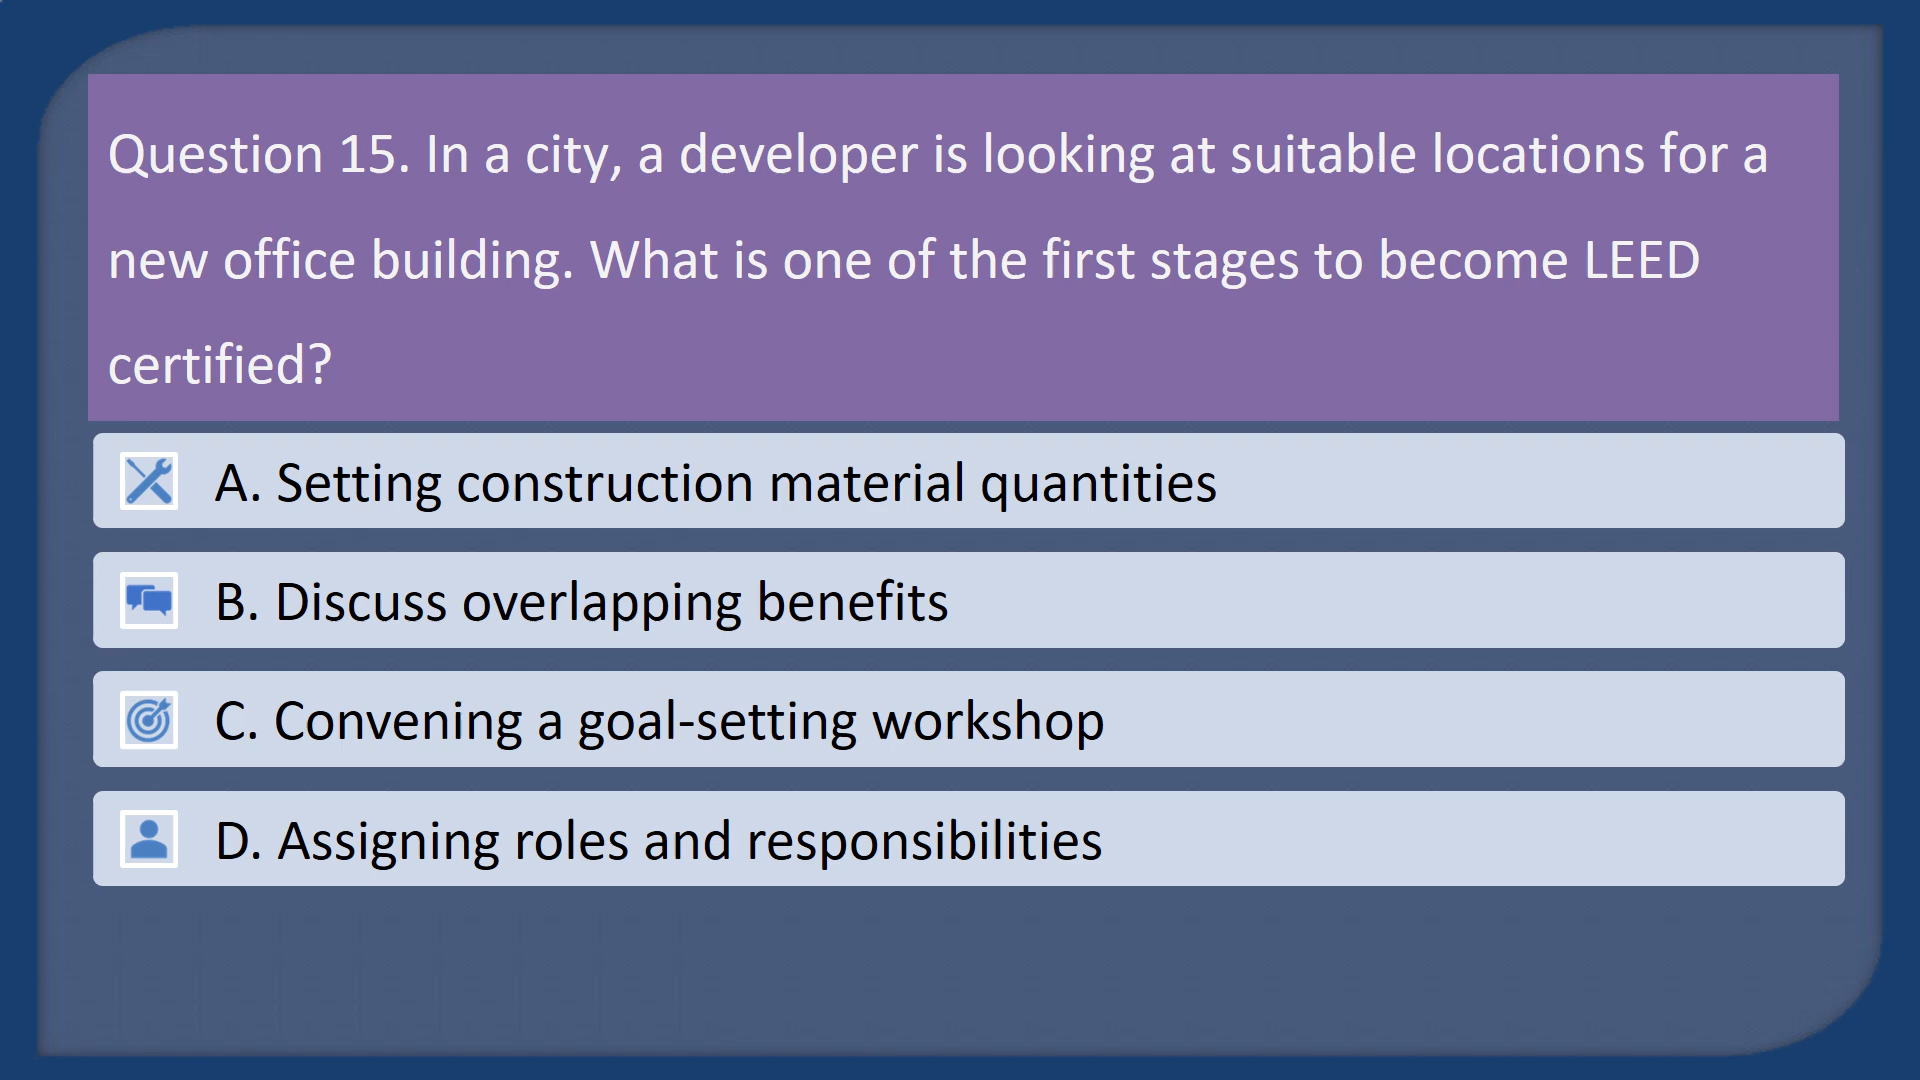 Question 15. In a city, a developer is looking at suitable locations for a
new office building. What is one of the first stages to become LEED
certified?
A. Setting construction material quantities
B. Discuss overlapping benefits
C. Convening a goal-setting workshop
D. Assigning roles and responsibilities